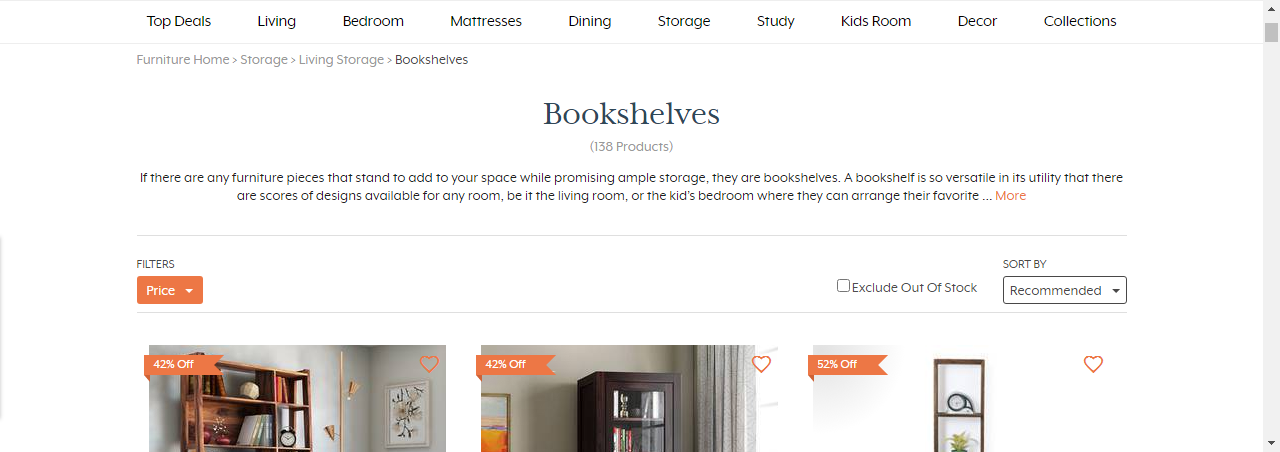 Top Deals Living Bedroom Mattresses Dining Storage Study Kids Room Decor Collections
Furniture Home > Storage > Living Storage > Bookshelves
Bookshelves
(138 Products)
If there are any furniture pieces that stand to add to your space while promising ample storage, they are bookshelves. A bookshelf is so versatile in its utility that there
are scores of designs available for any room, be it the living room, or the kid's bedroom where they can arrange their favorite ... More
FILTERS
Price
Exclude Out Of Stock
SORT BY
Recommended
42% Off
42% Off
52% Off